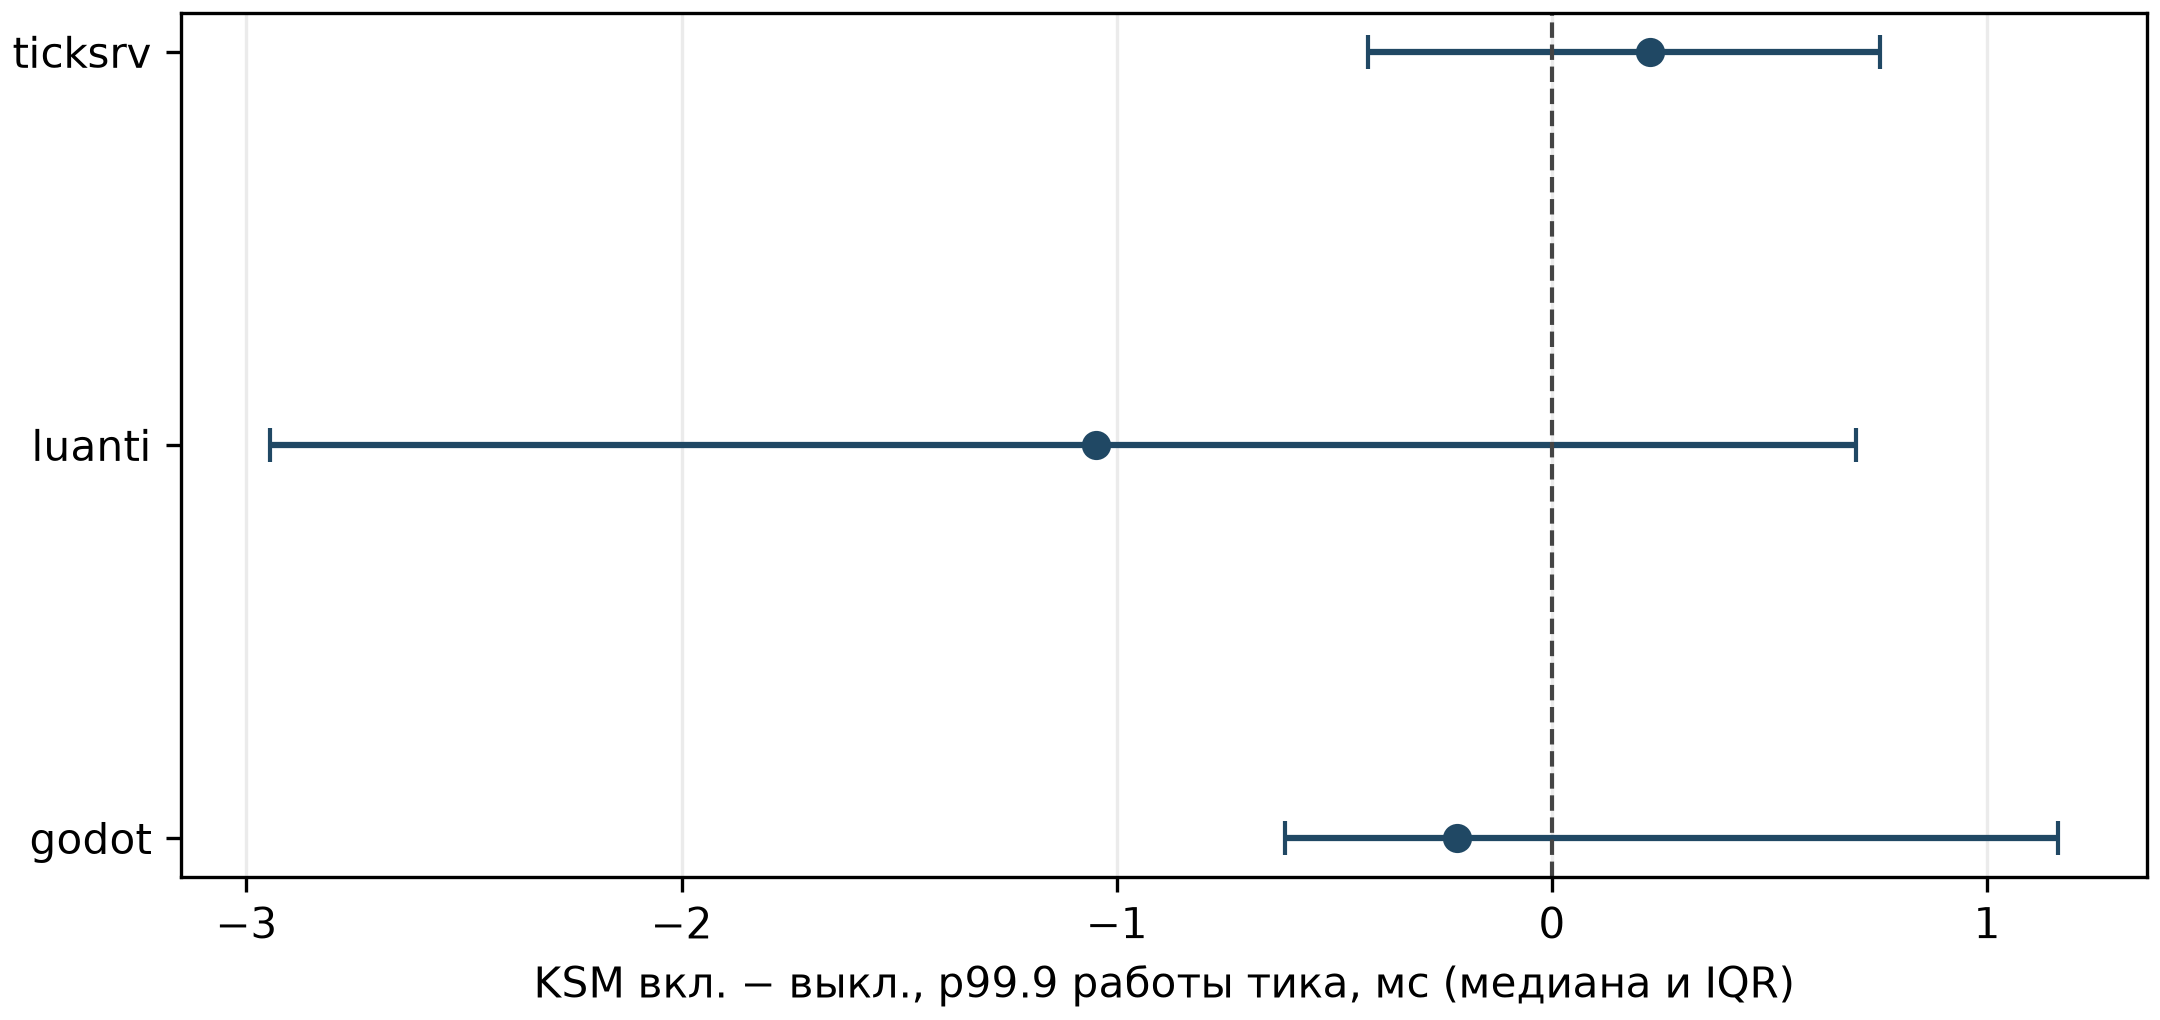 ticksrv
luanti
godot
−3 −2 −1 0 1
KSM вкл. − выкл., p99.9 работы тика, мс (медиана и IQR)